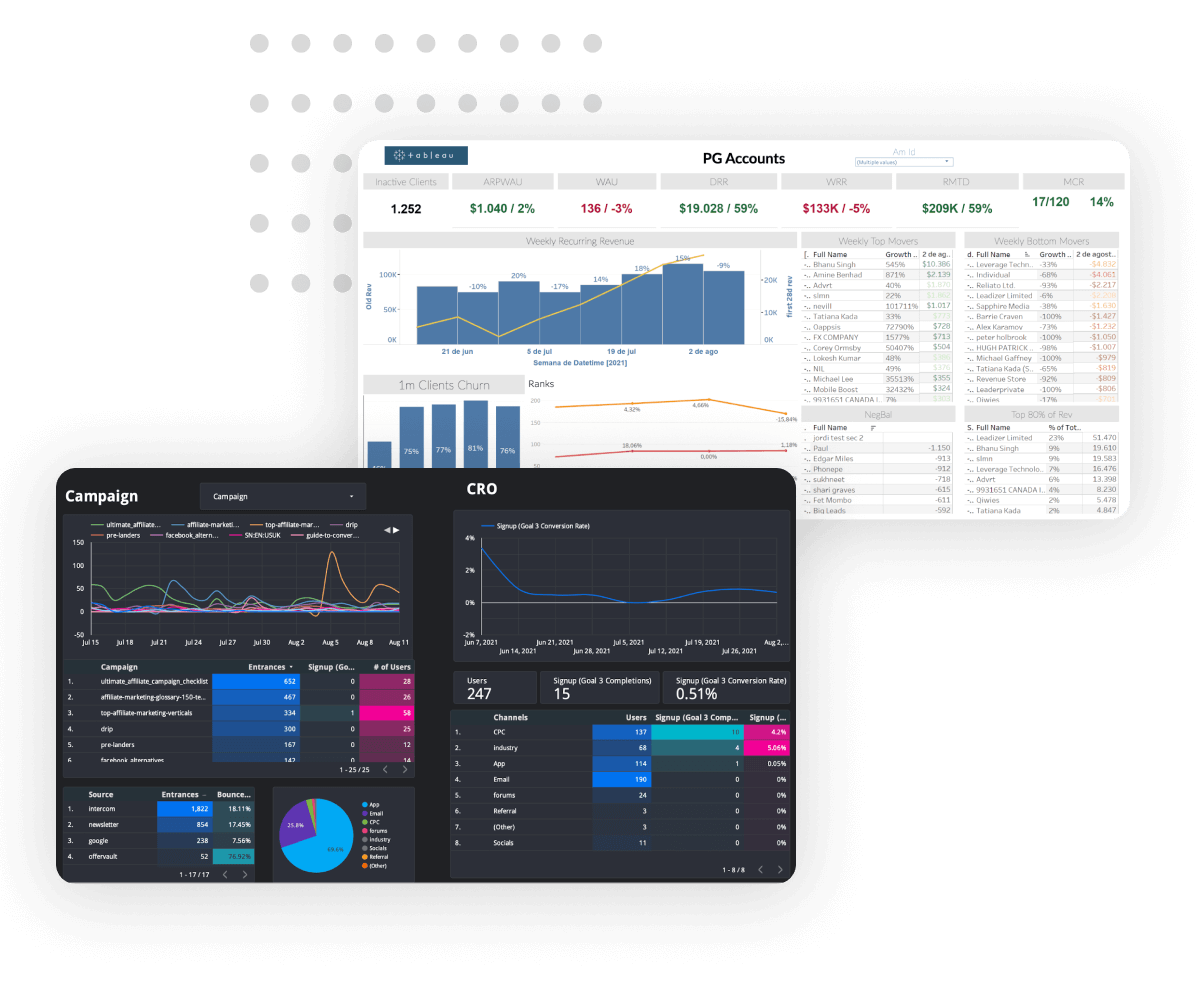 tableau
PG Accounts
Am Id
(Multiple values)
Inactive Clients ARPWAU WAU DRR WRR RMTD MCR
1.252 $1.040 / 2% 136 / -3% $19.028 / 59% $133K / -5% $209K / 59% 17/120 14%
Weekly Recurring Revenue
100K
50K
0K
Old Rev
-10% 20% -17% 14% 18% 15% -9%
20K
10K
0K
first 28d rev
21 de jun 5 de jul 19 de jul 2 de ago
Semana de Datetime [2021]
Weekly Top Movers
[. Full Name Growth .. 2 de ag..
-.. Bhanu Singh 545% $10.386
-.. Amine Benhad 871% $2.139
-.. Advrt 40%
-.. slmn 22%
-.. nevill 101711% $1.017
-.. Tatiana Kada 33%
-.. Oappsis 72790% $728
-.. FX COMPANY 1577% $713
-.. Corey Ormsby 50407% $504
-.. Lokesh Kumar 48%
-.. NIL 49%
-.. Michael Lee 35513% $355
-.. Mobile Boost 32432% $324
-.. 9931651 CANADA I.. 7%
Weekly Bottom Movers
d. Full Name Growth .. 2 de agost..
-.. Leverage Techn.. -33% -$4.832
-.. Individual -68% -$4.061
-.. Reliato Ltd. -93% -$2.217
-.. Leadizer Limited -6%
-.. Sapphire Media -38% -$1.630
-.. Barrie Craven -100% -$1.427
-.. Alex Karamov -73% -$1.232
-.. peter holbrook -100% -$1.050
-.. HUGH PATRICK .. -98% -$1.007
-.. Michael Gaffney -100% -$979
-.. Tatiana Kada (S.. -65% -$819
-.. Revenue Store -92% -$809
-.. Leaderprivate -100% -$806
-.. Qiwies -17%
1m Clients Churn
75% 77% 81% 76%
Ranks
200
150
100
50
4,32% 4,66% -15,84%
18,06% 0,00% 1,18%
NegBal
. Full Name
. jordi test sec 2
-.. Paul -1.150
-.. Edgar Miles -913
-.. Phonepe -912
-.. sukhneet -718
-.. shari graves -615
-.. Fet Mombo -611
-.. Big Leads -592
Top 80% of Rev
S. Full Name % of Tot..
-.. Leadizer Limited 23% 51.470
-.. Bhanu Singh 9% 19.610
-.. slmn 9% 19.583
-.. Leverage Technolo.. 7% 16.476
-.. Advrt 6% 13.398
-.. 9931651 CANADA I.. 4% 8.230
-.. Qiwies 2% 5.478
-.. Tatiana Kada 2% 4.847
Campaign
Campaign
ultimate_affiliate... affiliate-marketi... top-affiliate-mar... drip
pre-landers facebook_altern... SN:EN:USUK guide-to-conver...
150
100
50
0
-50
Jul 15 Jul 18 Jul 21 Jul 24 Jul 27 Jul 30 Aug 2 Aug 5 Aug 8 Aug 11
Campaign Entrances Signup (Go... # of Users
1. ultimate_affiliate_campaign_checklist 652 0 28
2. affiliate-marketing-glossary-150-te... 467 0 26
3. top-affiliate-marketing-verticals 334 1 58
4. drip 300 0 25
5. pre-landers 167 0 12
6. facebook_alternatives 142 0 14
1 - 25 / 25
Source Entrances Bounce...
1. intercom 1,822 18.11%
2. newsletter 854 17.45%
3. google 238 7.56%
4. offervault 52 76.92%
1 - 17 / 17
25.8%
69.6%
App
Email
CPC
forums
Industry
Socials
Referral
(Other)
CRO
Signup (Goal 3 Conversion Rate)
4%
2%
0%
-2%
Jun 7, 2021 Jun 21, 2021 Jul 5, 2021 Jul 19, 2021 Aug 2,...
Jun 14, 2021 Jun 28, 2021 Jul 12, 2021 Jul 26, 2021
Users
247
Signup (Goal 3 Completions)
15
Signup (Goal 3 Conversion Rate)
0.51%
Channels Users Signup (Goal 3 Comp... Signup (...
1. CPC 137 10 4.2%
2. industry 68 4 5.06%
3. App 114 1 0.05%
4. Email 190 0 0%
5. forums 24 0 0%
6. Referral 3 0 0%
7. (Other) 3 0 0%
8. Socials 11 0 0%
1 - 8 / 8